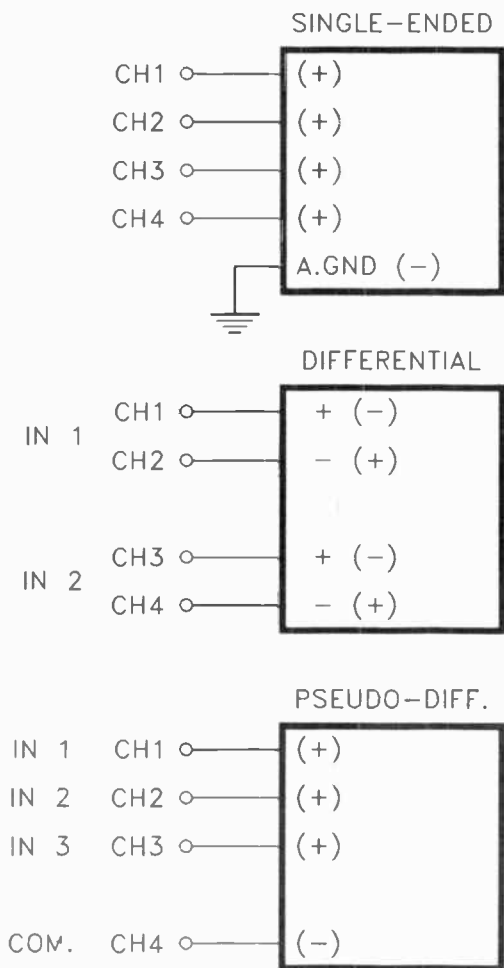 SINGLE-ENDED
CH1 (+)
CH2 (+)
CH3 (+)
CH4 (+)
A.GND (-)
DIFFERENTIAL
IN 1
CH1 + (-)
CH2 - (+)
IN 2
CH3 + (-)
CH4 - (+)
PSEUDO-DIFF.
IN 1 CH1 (+)
IN 2 CH2 (+)
IN 3 CH3 (+)
COM. CH4 (-)